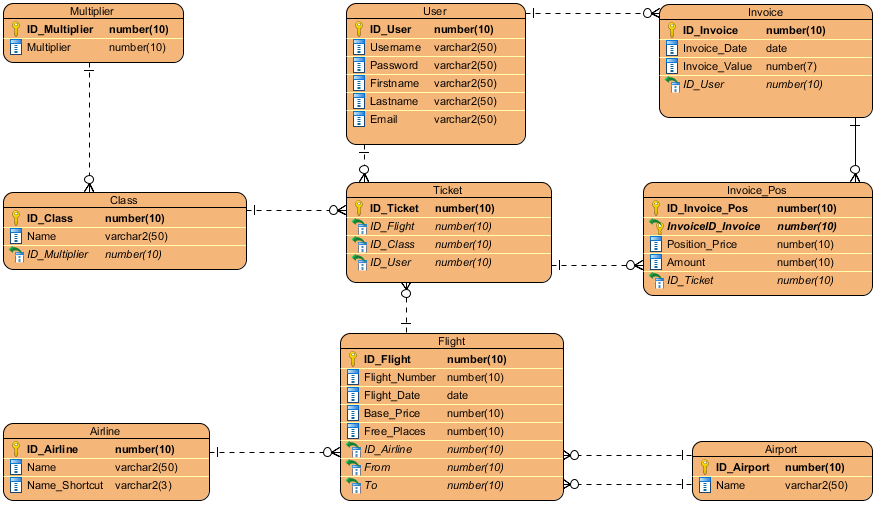 Multiplier
ID_Multiplier number(10)
Multiplier number(10)
User
ID_User number(10)
Username varchar2(50)
Password varchar2(50)
Firstname varchar2(50)
Lastname varchar2(50)
Email varchar2(50)
Invoice
ID_Invoice number(10)
Invoice_Date date
Invoice_Value number(7)
ID_User number(10)
Class
ID_Class number(10)
Name varchar2(50)
ID_Multiplier number(10)
Ticket
ID_Ticket number(10)
ID_Flight number(10)
ID_Class number(10)
ID_User number(10)
Invoice_Pos
ID_Invoice_Pos number(10)
InvoiceID_Invoice number(10)
Position_Price number(10)
Amount number(10)
ID_Ticket number(10)
Flight
ID_Flight number(10)
Flight_Number number(10)
Flight_Date date
Base_Price number(10)
Free_Places number(10)
ID_Airline number(10)
From number(10)
To number(10)
Airline
ID_Airline number(10)
Name varchar2(50)
Name_Shortcut varchar2(3)
Airport
ID_Airport number(10)
Name varchar2(50)